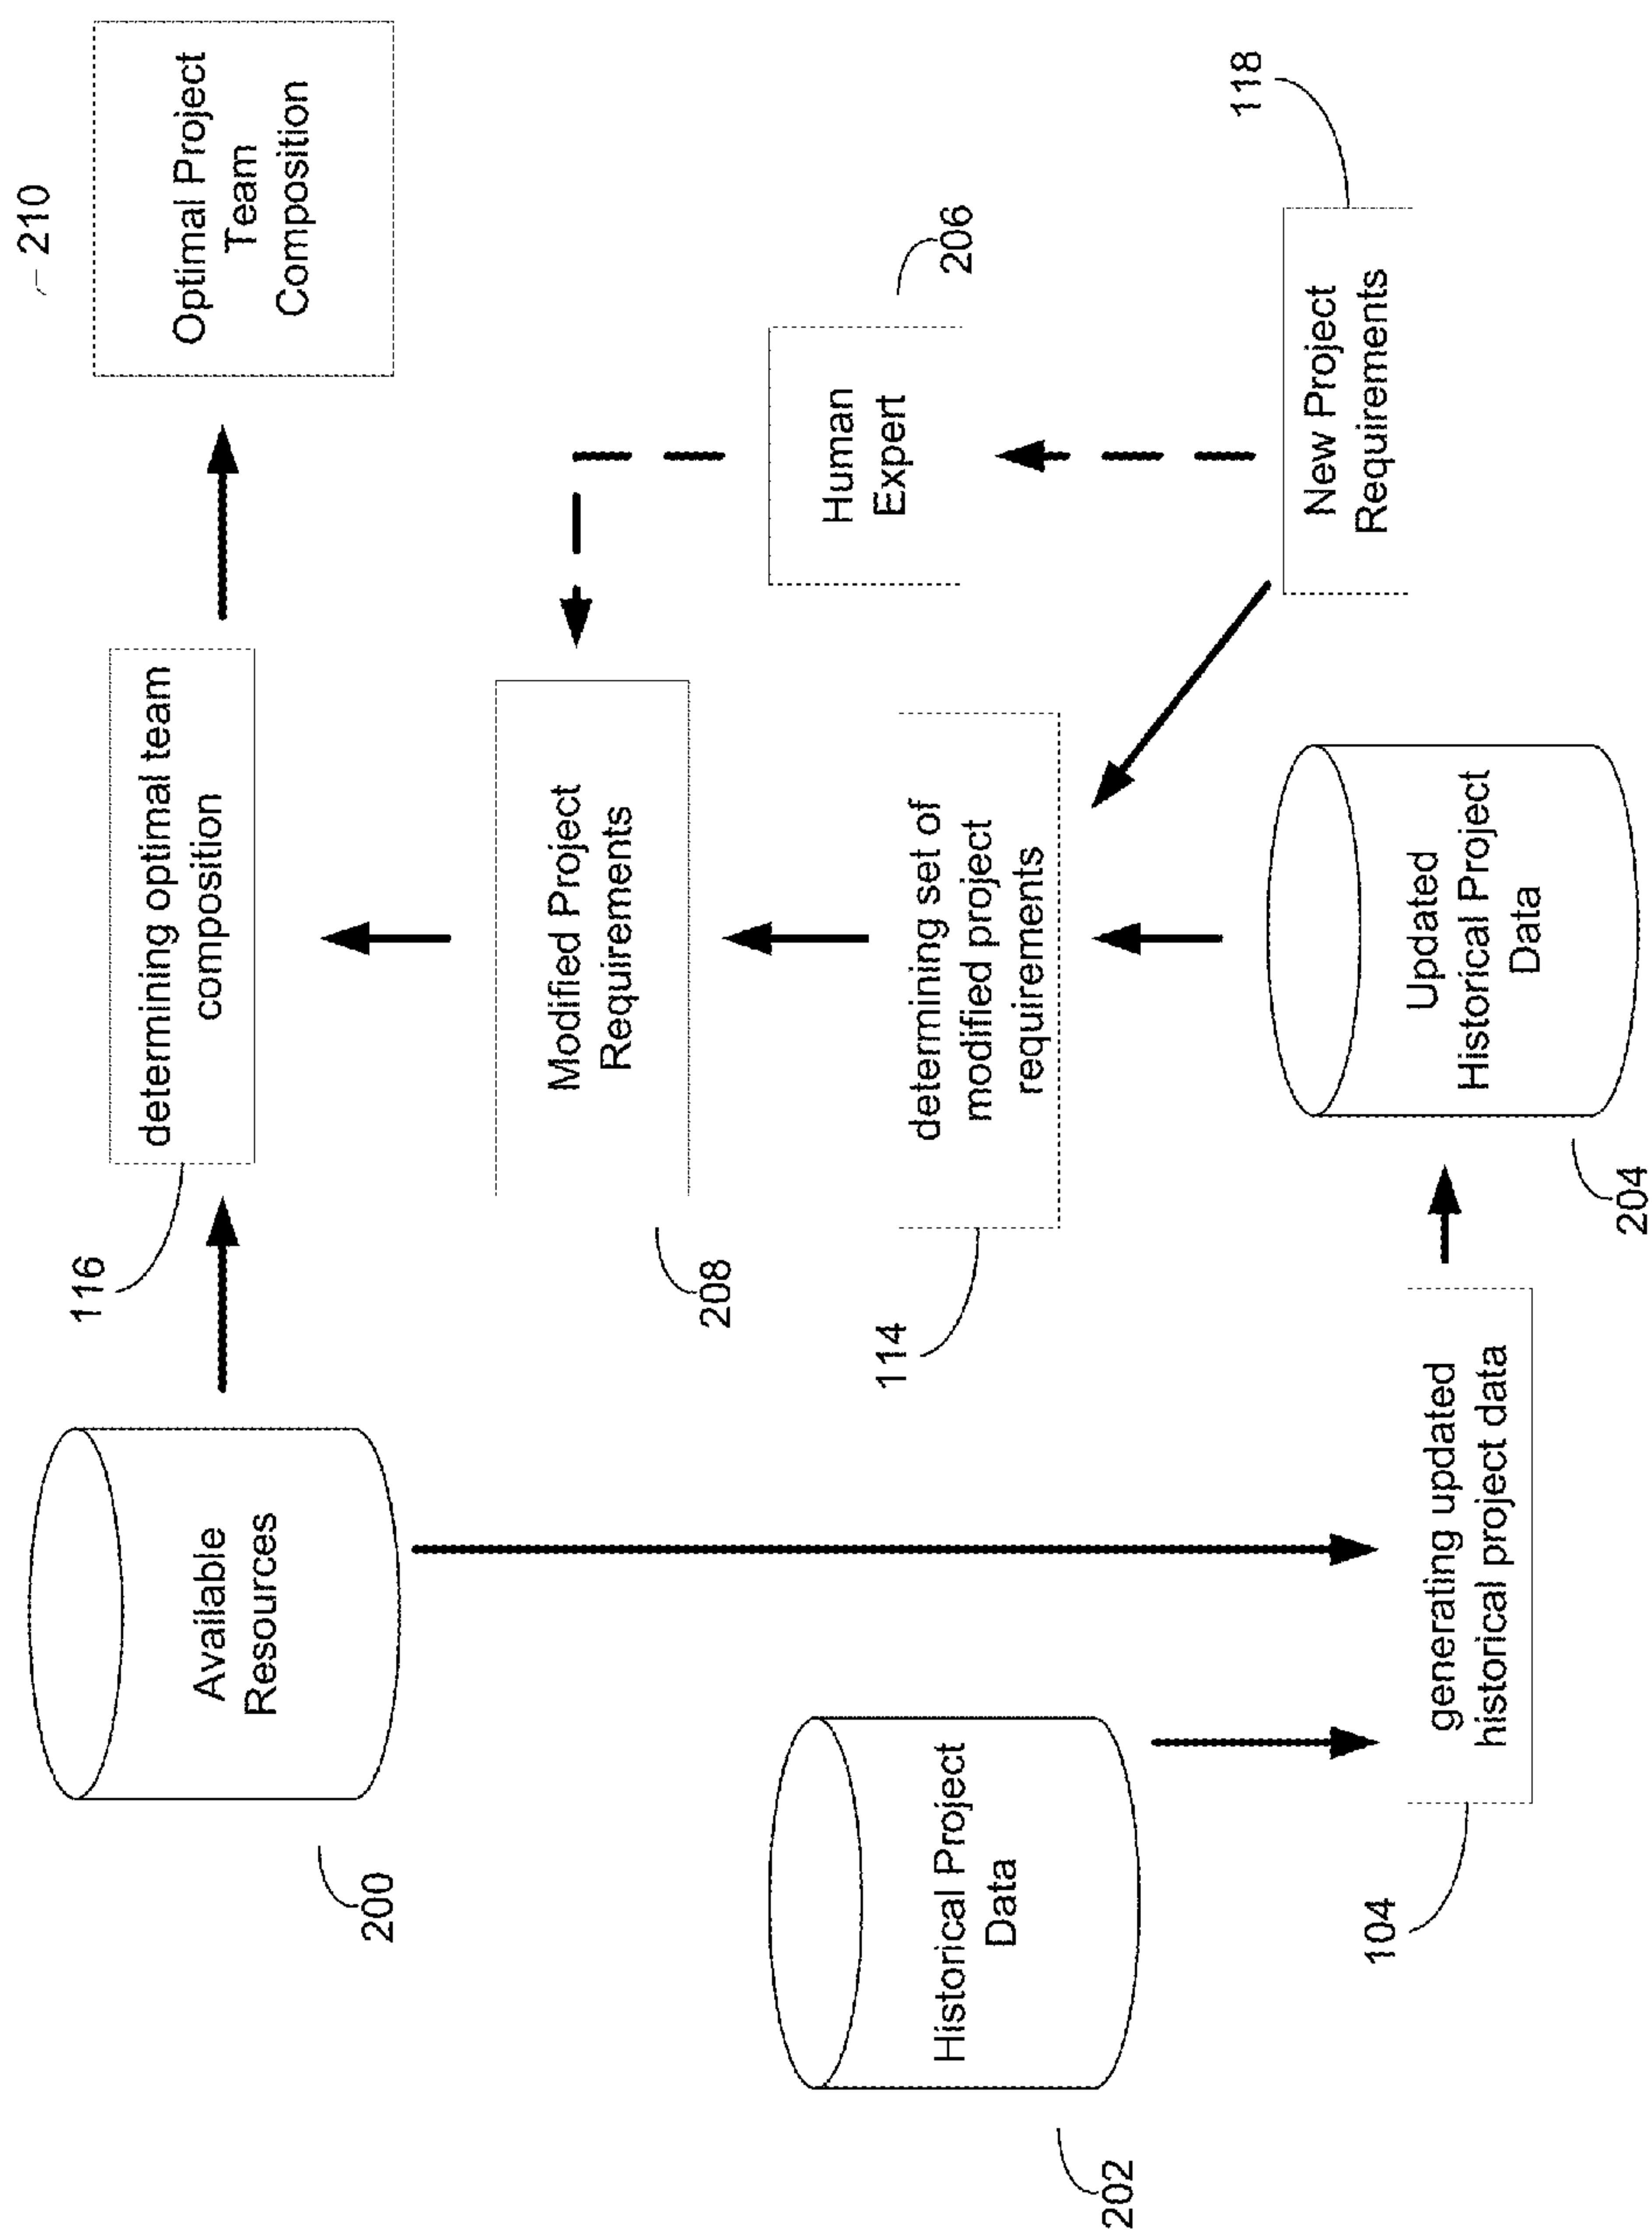 200
Available
Resources
116
determining optimal team
composition
210
Optimal Project
Team
Composition
208
Modified Project
Requirements
202
Historical Project
Data
114
determining set of
modified project
requirements
206
Human
Expert
104
generating updated
historical project data
204
Updated
Historical Project
Data
118
New Project
Requirements